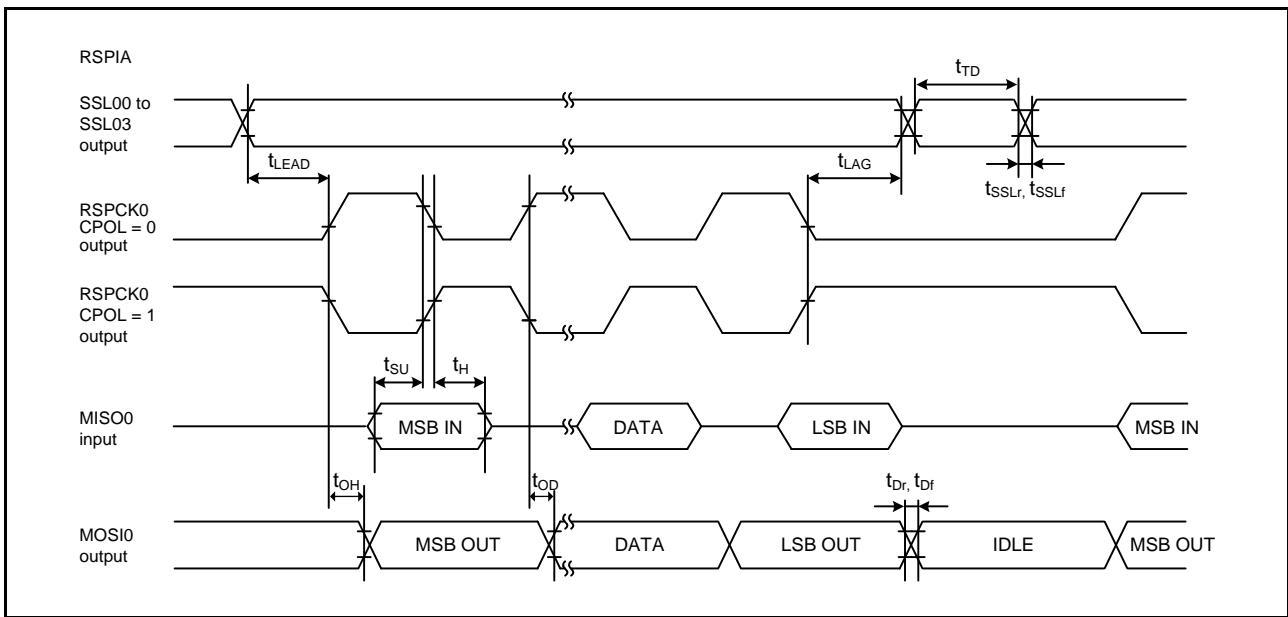 RSPIA
tTD
SSL00 to
SSL03
output
tLEAD
tLAG
tSSLr, tSSLf
RSPCK0
CPOL = 0
output
RSPCK0
CPOL = 1
output
tSU
tH
MISO0
input
MSB IN
DATA
LSB IN
MSB IN
tOH
tOD
tDr, tDf
MOSI0
output
MSB OUT
DATA
LSB OUT
IDLE
MSB OUT